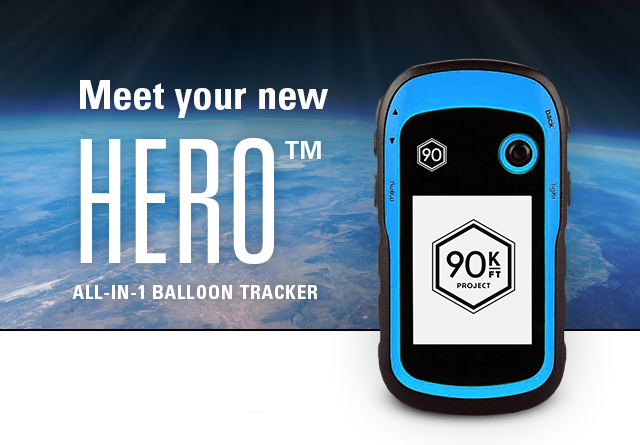 Meet your new
HERO™
ALL-IN-1 BALLOON TRACKER
back
90
menu
light
90K
FT
PROJECT